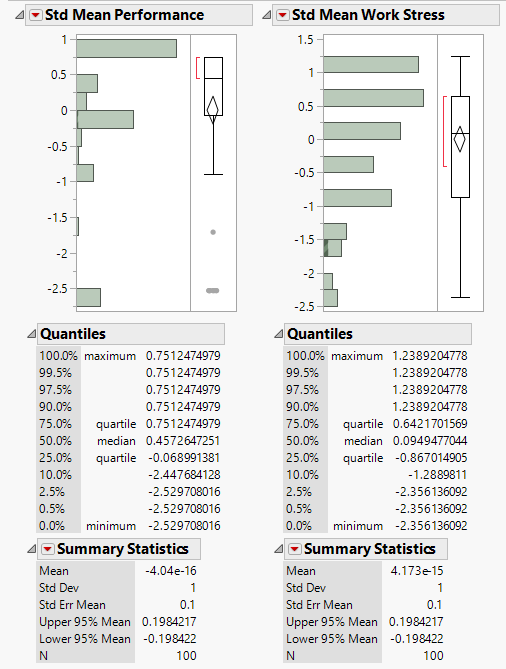 Std Mean Performance
1
0.5
0
-0.5
-1
-1.5
-2
-2.5
Quantiles
100.0% maximum 0.7512474979
99.5% 0.7512474979
97.5% 0.7512474979
90.0% 0.7512474979
75.0% quartile 0.7512474979
50.0% median 0.4572647251
25.0% quartile -0.068991381
10.0% -2.447684128
2.5% -2.529708016
0.5% -2.529708016
0.0% minimum -2.529708016
Summary Statistics
Mean -4.04e-16
Std Dev 1
Std Err Mean 0.1
Upper 95% Mean 0.1984217
Lower 95% Mean -0.198422
N 100
Std Mean Work Stress
1.5
1
0.5
0
-0.5
-1
-1.5
-2
-2.5
Quantiles
100.0% maximum 1.2389204778
99.5% 1.2389204778
97.5% 1.2389204778
90.0% 1.2389204778
75.0% quartile 0.6421701569
50.0% median 0.0949477044
25.0% quartile -0.867014905
10.0% -1.2889811
2.5% -2.356136092
0.5% -2.356136092
0.0% minimum -2.356136092
Summary Statistics
Mean 4.173e-15
Std Dev 1
Std Err Mean 0.1
Upper 95% Mean 0.1984217
Lower 95% Mean -0.198422
N 100